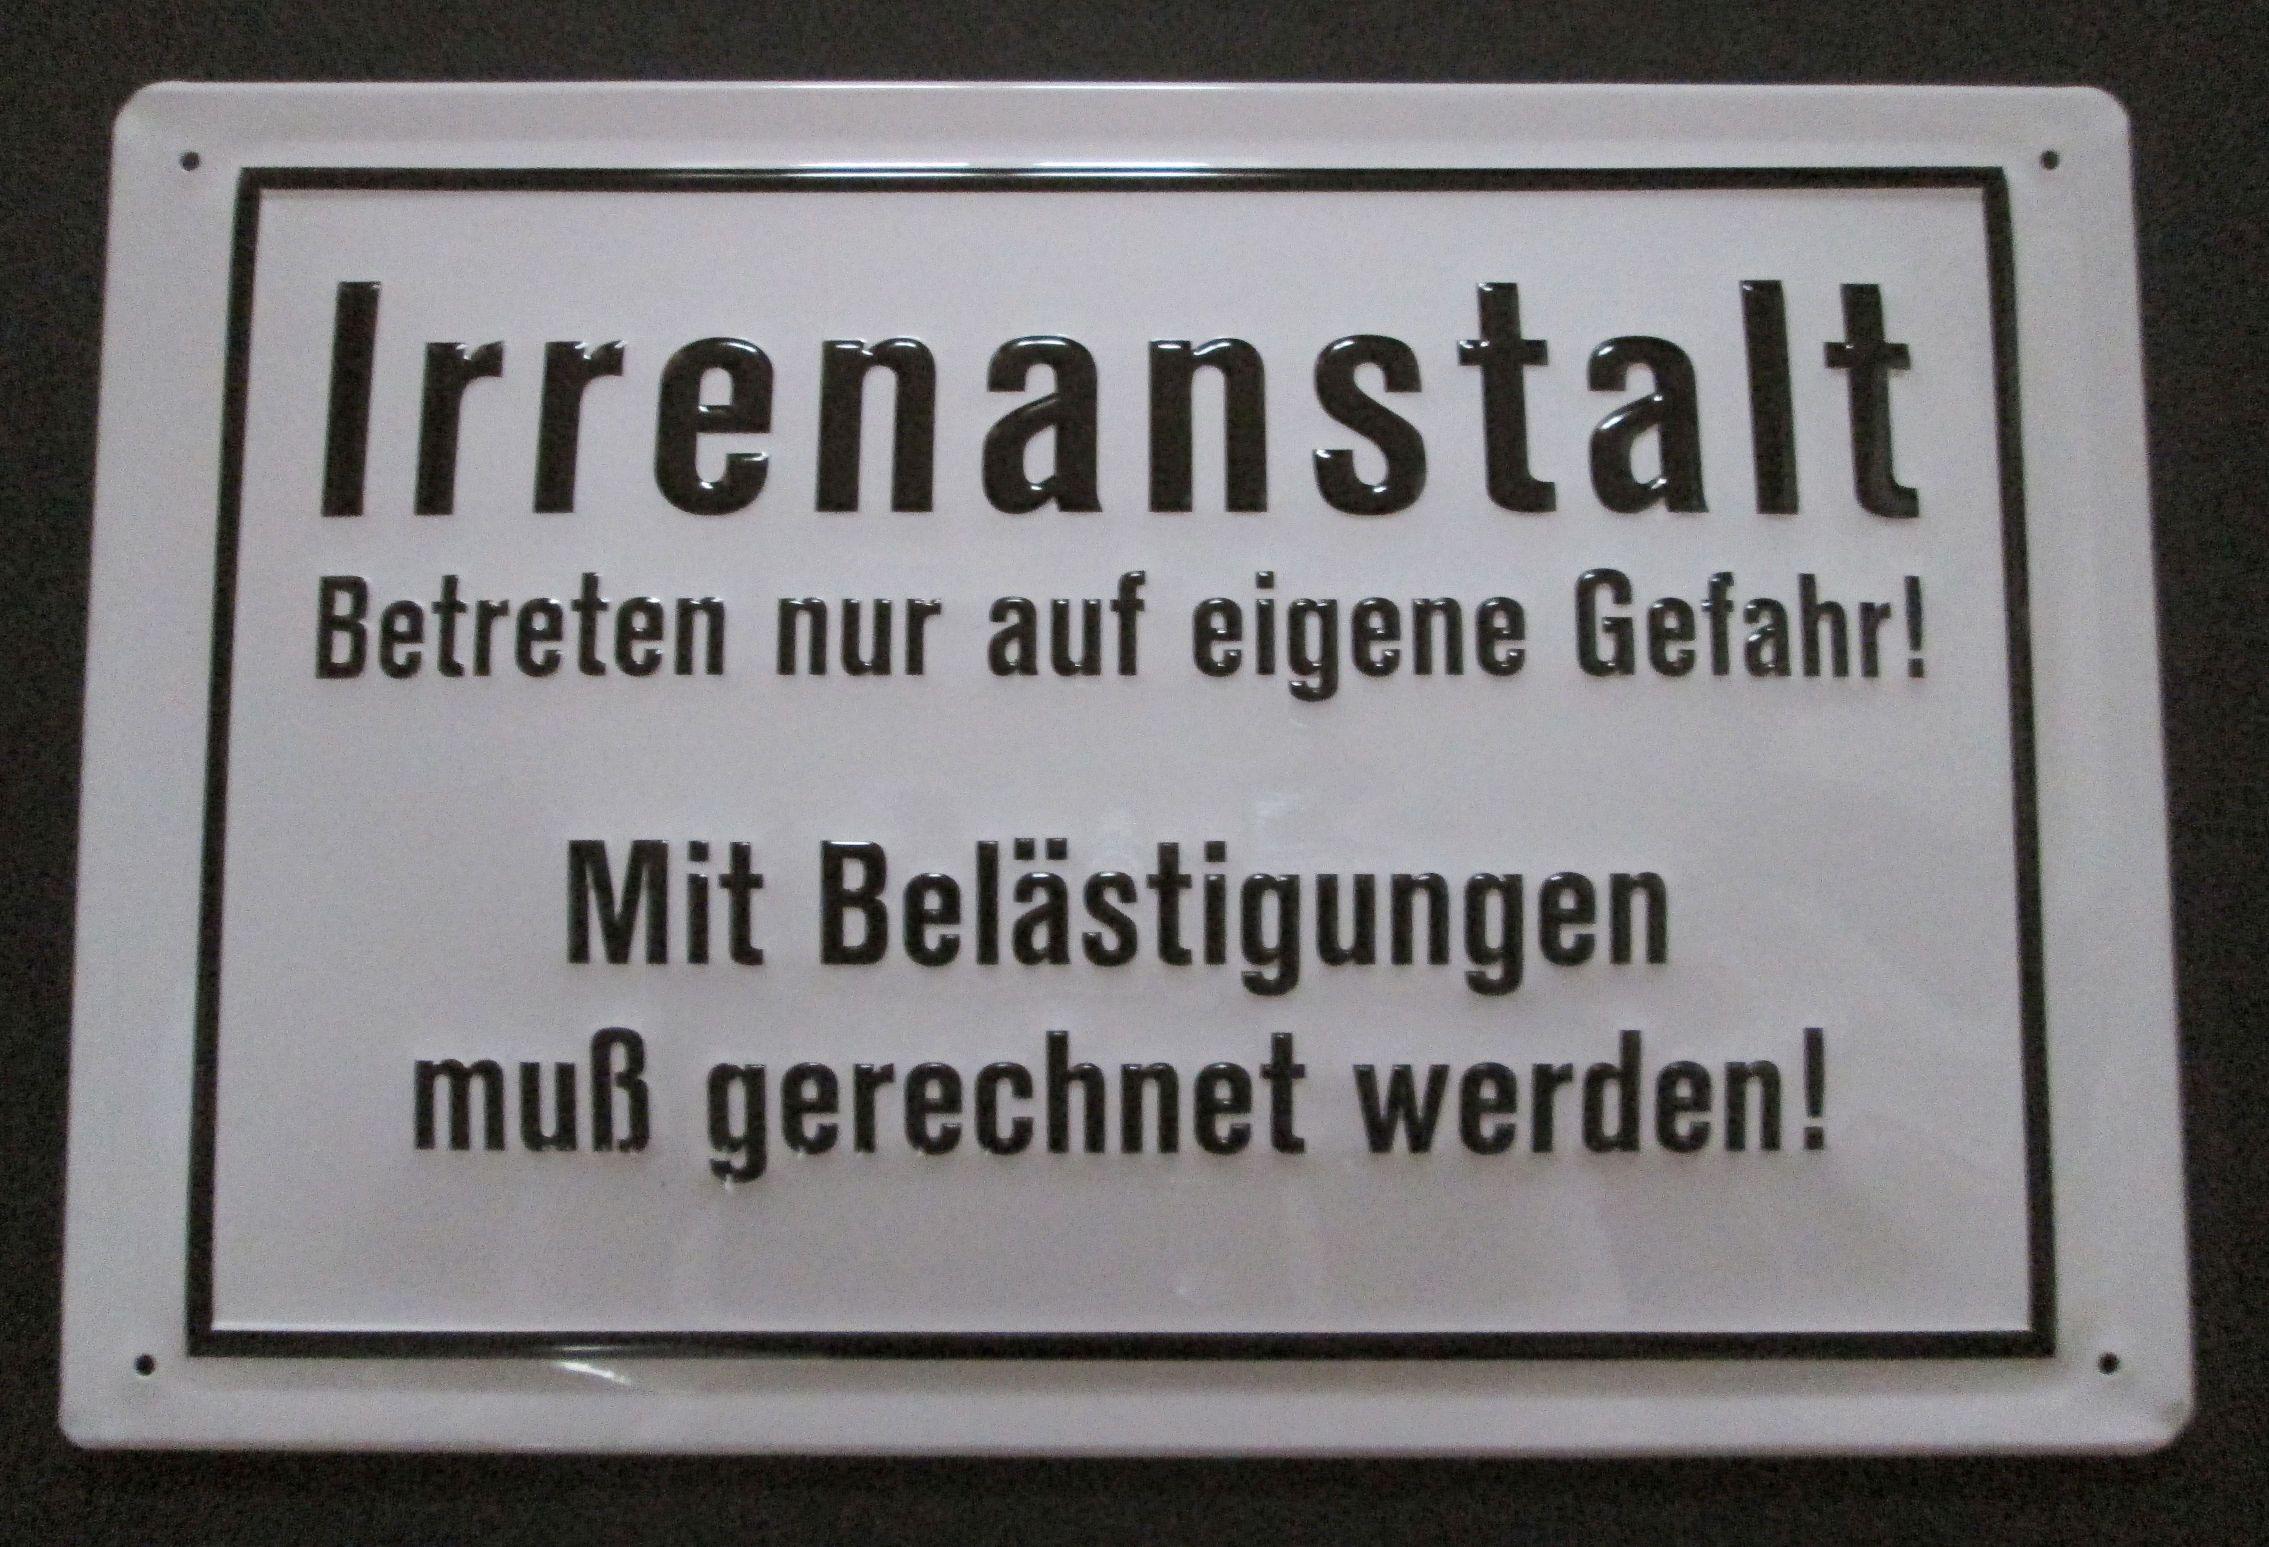 Irrenanstalt
Betreten nur auf eigene Gefahr!
Mit Belästigungen
muß gerechnet werden!